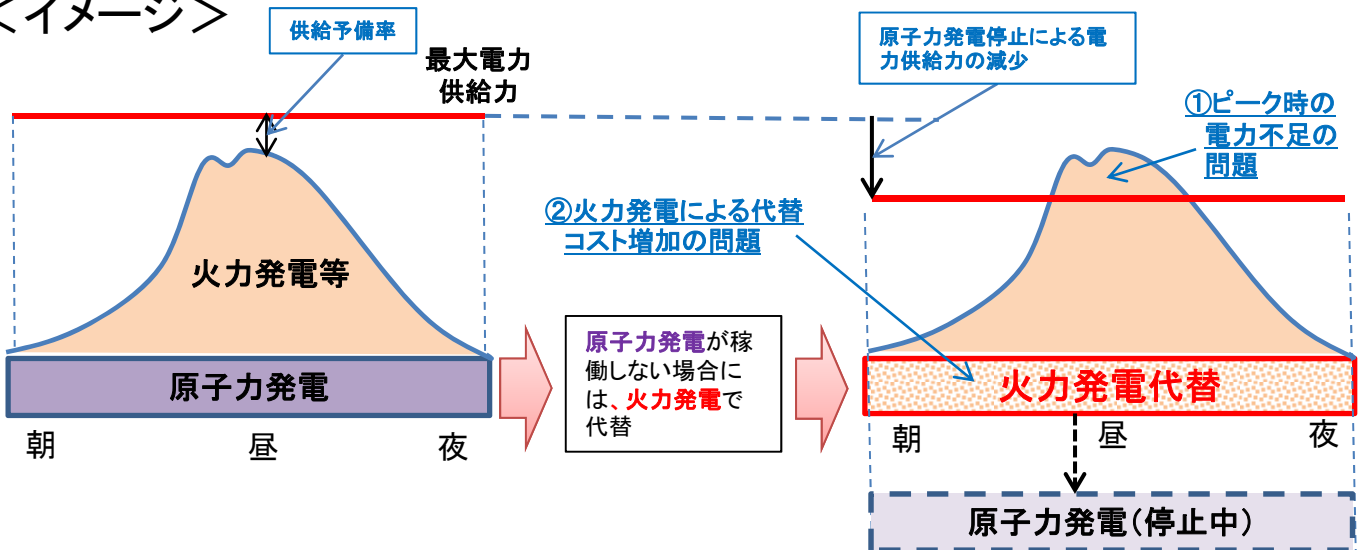 ＜イメージ＞
供給予備率
最大電力
供給力
火力発電等
原子力発電
朝
昼
夜
原子力発電が稼
働しない場合に
は、火力発電で
代替
②火力発電による代替
コスト増加の問題
原子力発電停止による電
力供給力の減少
①ピーク時の
電力不足の
問題
火力発電代替
朝
昼
夜
原子力発電（停止中）